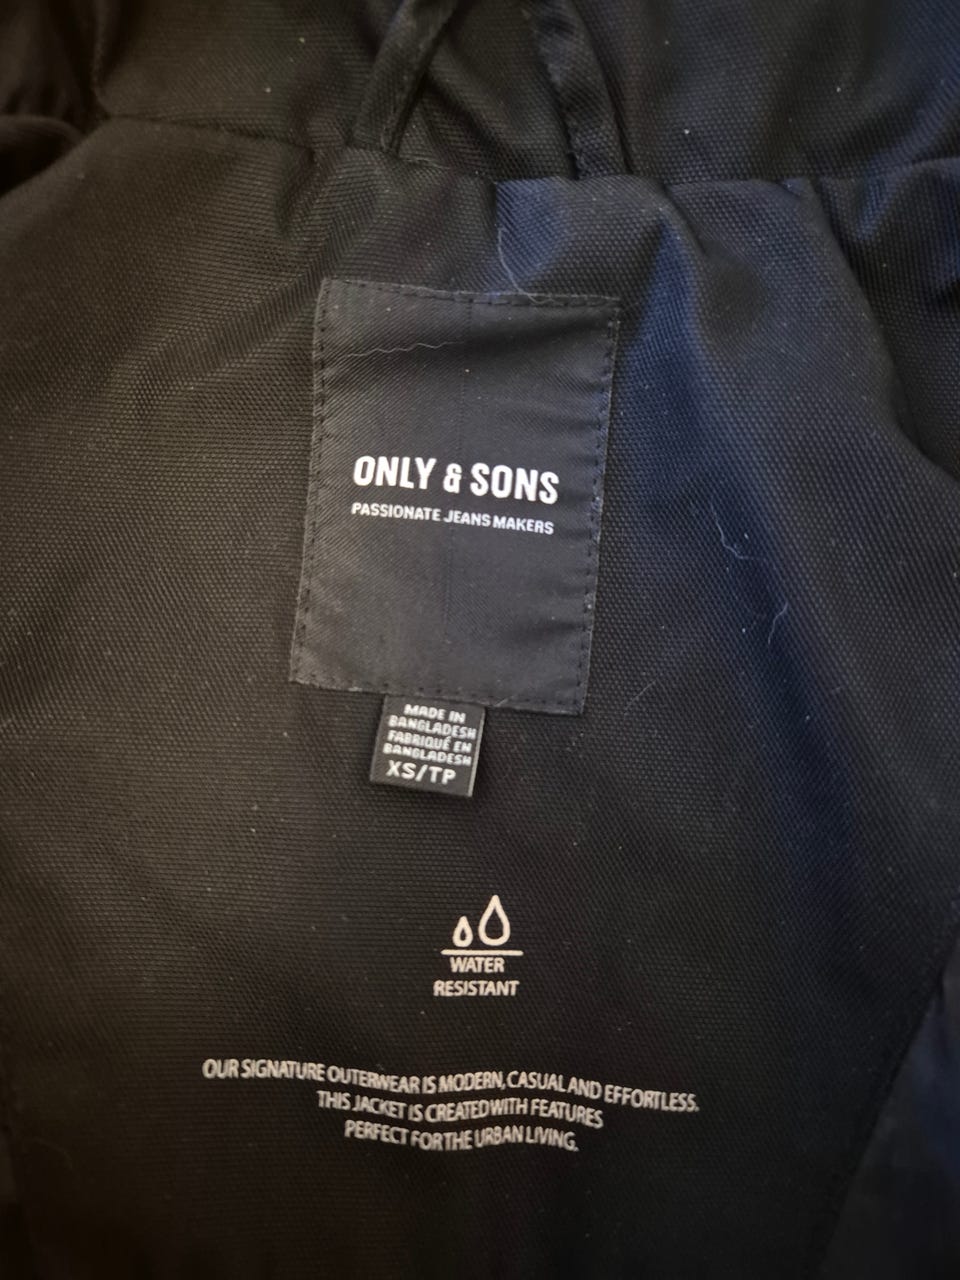 ONLY & SONS
PASSIONATE JEANS MAKERS
MADE IN
BANGLADESH
FABRIQUÉ EN
BANGLADESH
XS/TP
WATER
RESISTANT
OUR SIGNATURE OUTERWEAR IS MODERN, CASUAL AND EFFORTLESS.
THIS JACKET IS CREATED WITH FEATURES
PERFECT FOR THE URBAN LIVING.